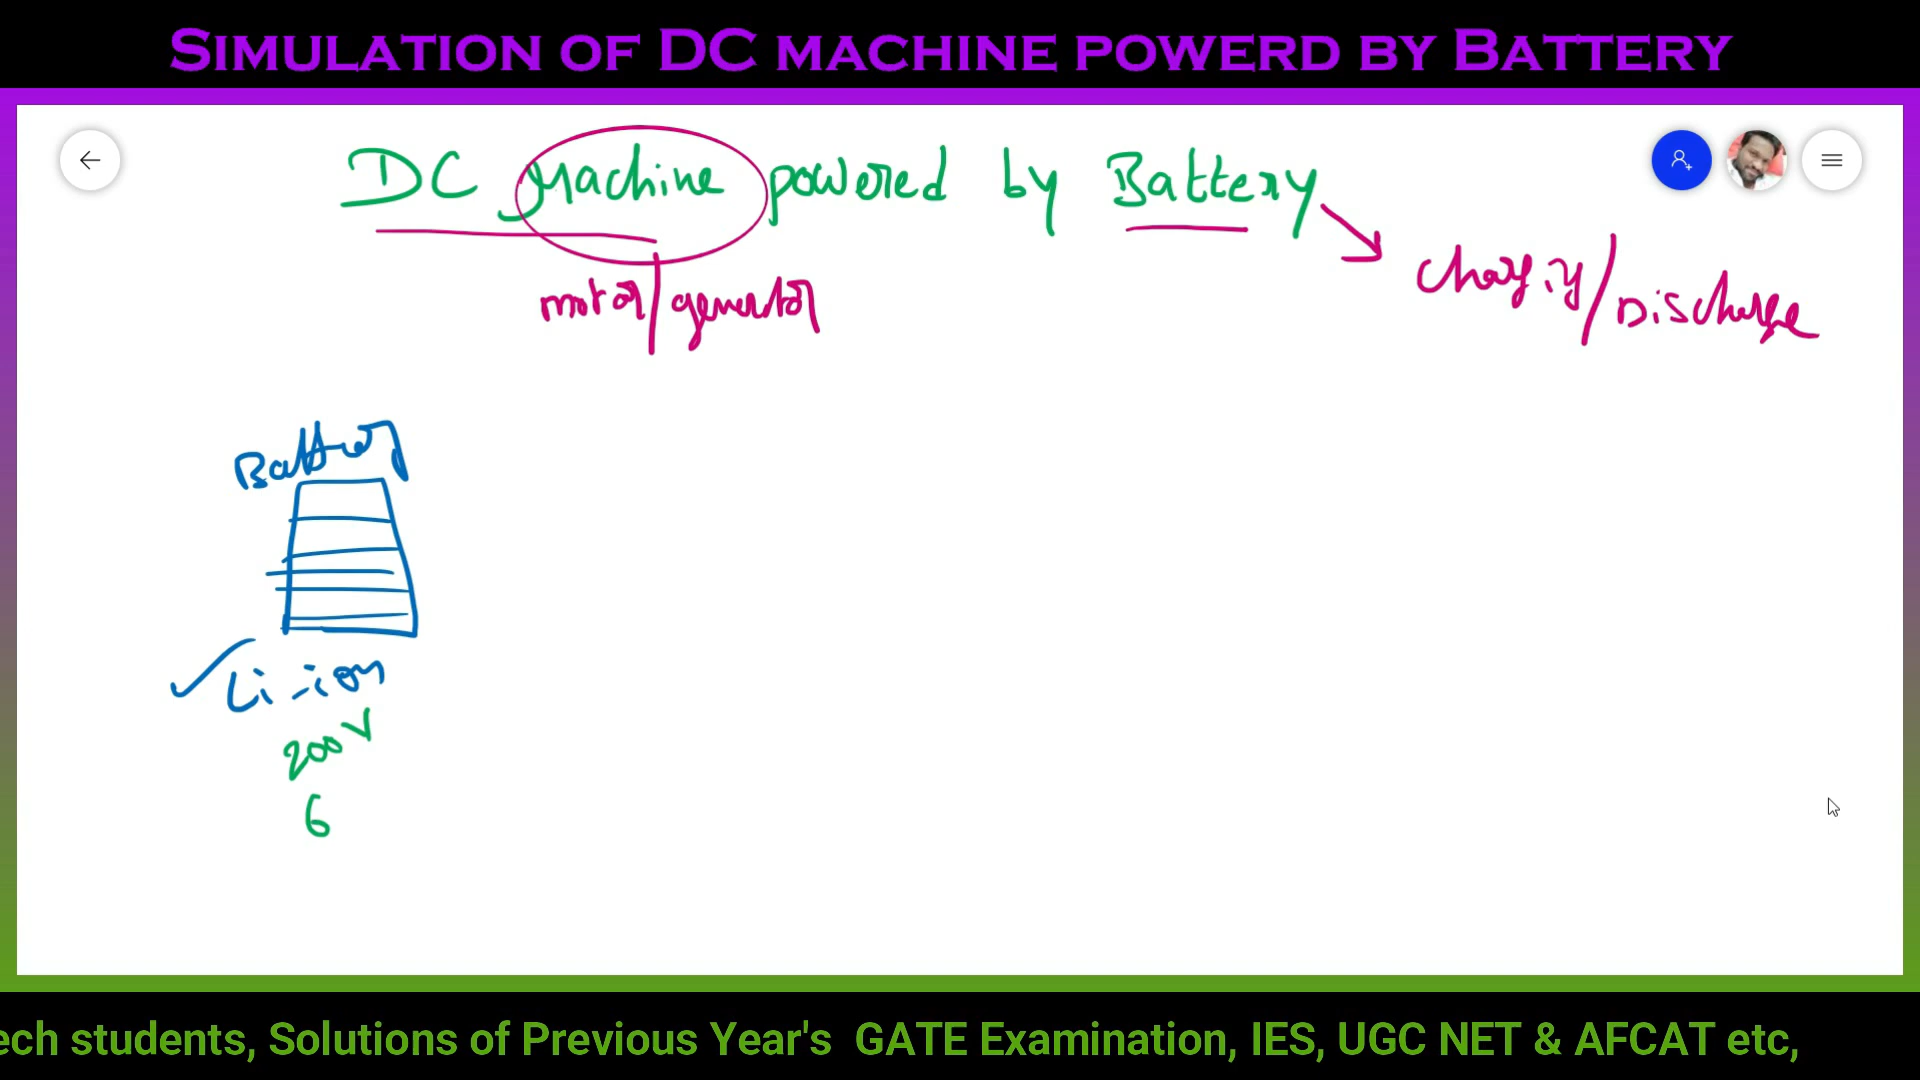 SIMULATION OF DC MACHINE POWERD BY BATTERY
DC Machine powered by Battery
motor/generator
Charging/Discharge
Battery
Li-ion
200V
6
ech students, Solutions of Previous Year's GATE Examination, IES, UGC NET & AFCAT etc,